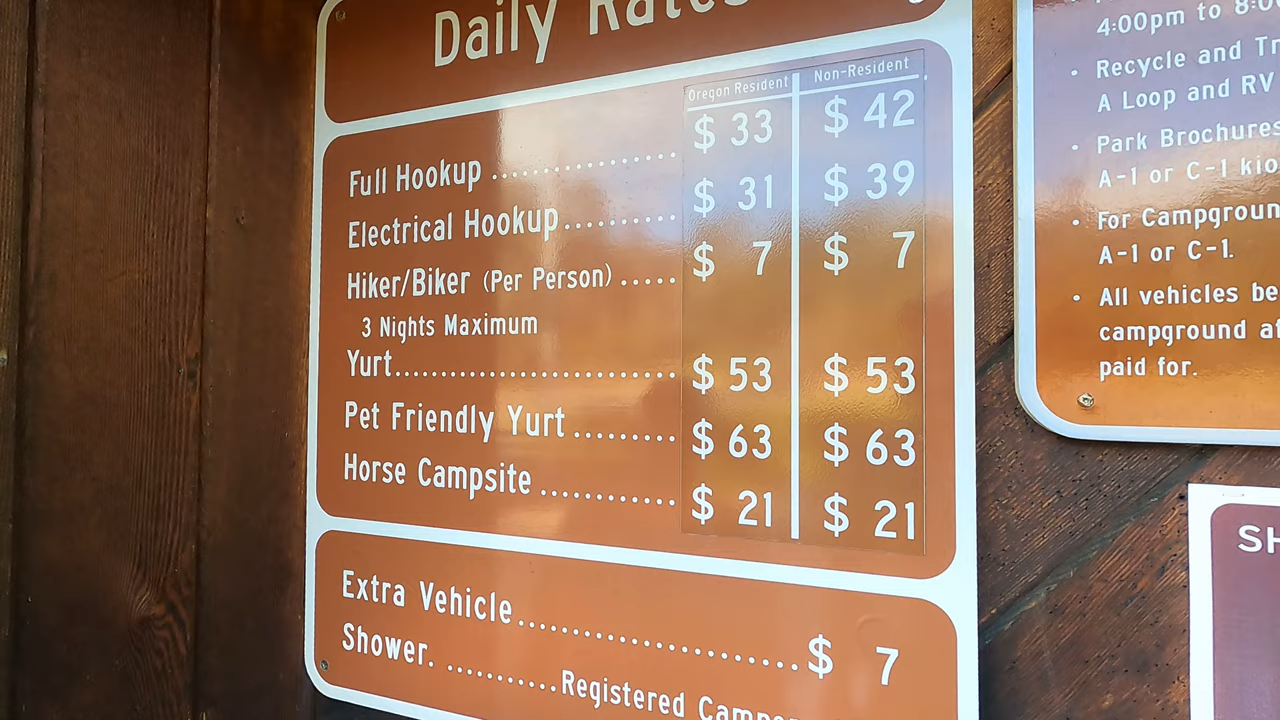 Daily Rates
Oregon Resident Non-Resident
Full Hookup .................... $ 33 $ 42
Electrical Hookup........... $ 31 $ 39
Hiker/Biker (Per Person) ..... $ 7 $ 7
3 Nights Maximum
Yurt.............................. $ 53 $ 53
Pet Friendly Yurt ......... $ 63 $ 63
Horse Campsite ............ $ 21 $ 21
Extra Vehicle.............................. $ 7
Shower. ...........Registered
4:00pm to
• Recycle and
A Loop and RV
• Park Brochures
A-1 or C-1
• For
A-1 or C-1.
• All vehicles
campground
paid for.